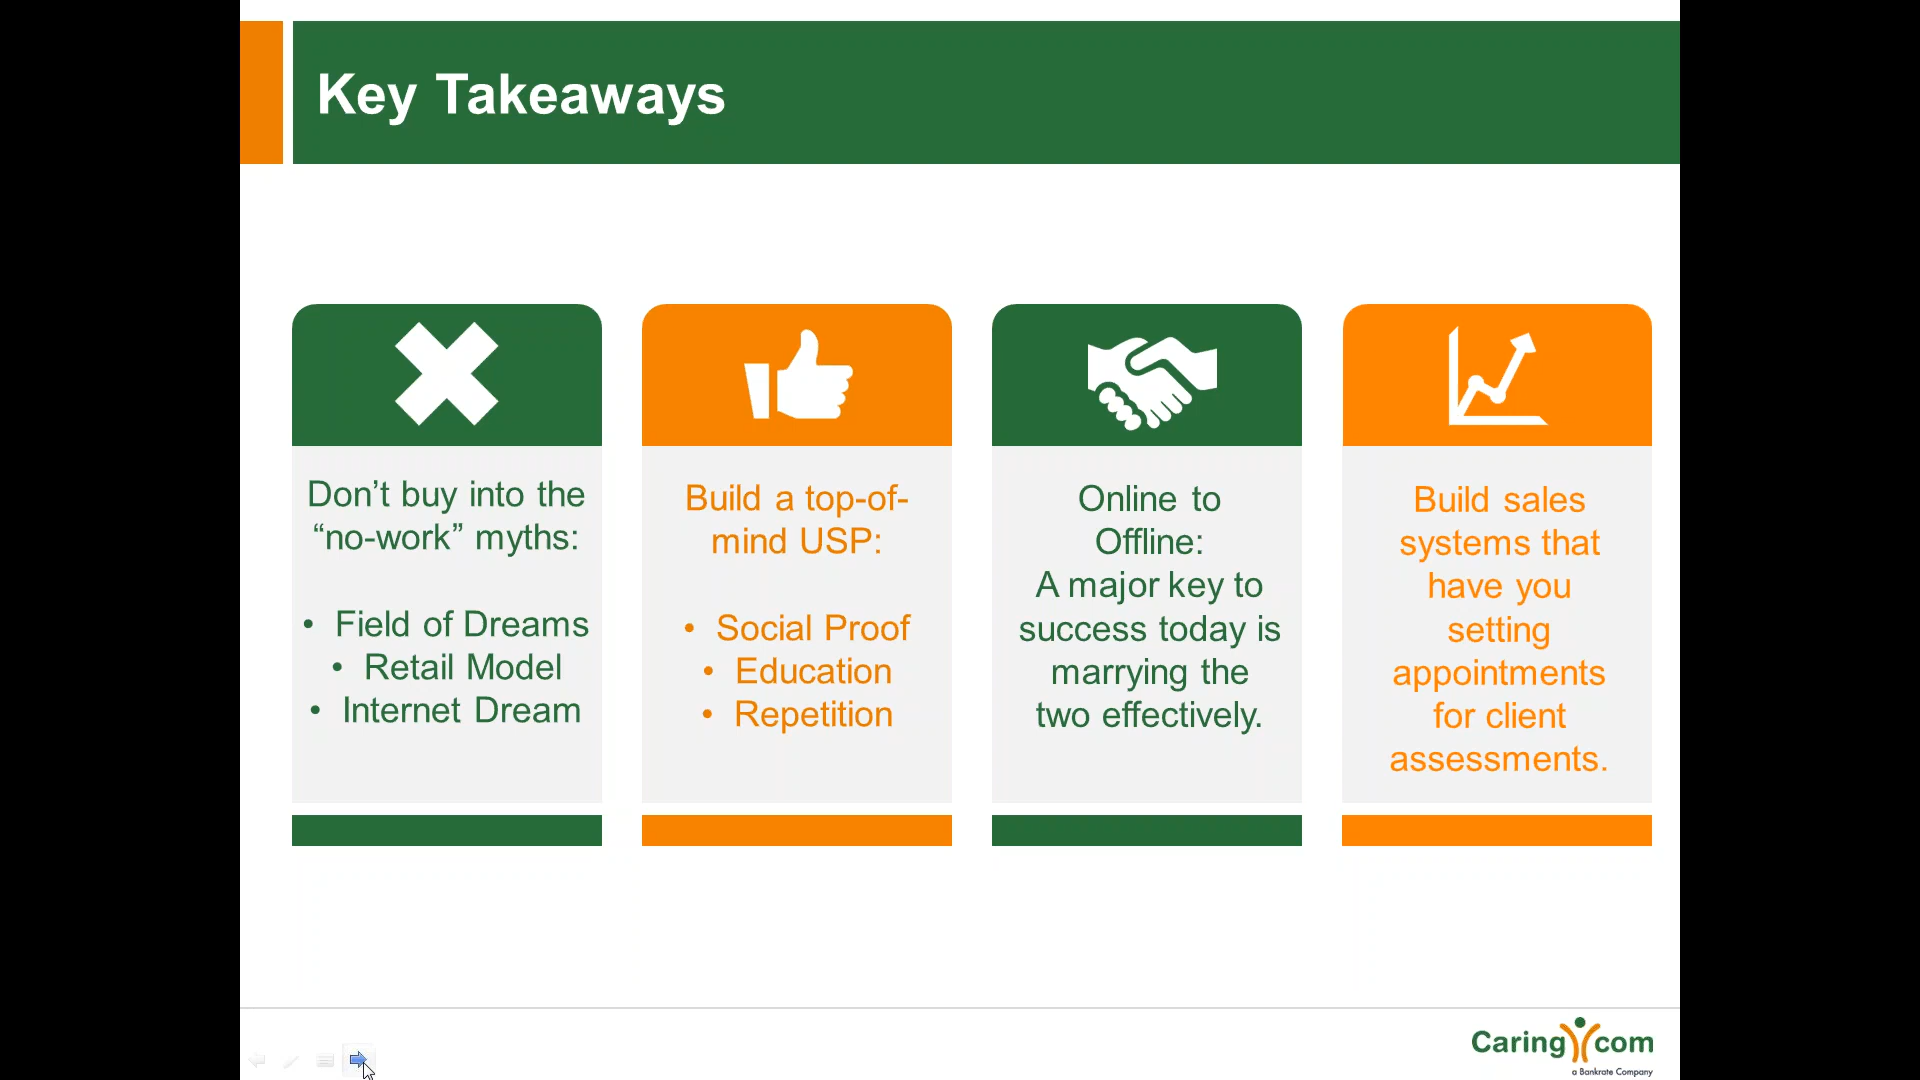 Key Takeaways
Don’t buy into the
“no-work” myths:
• Field of Dreams
• Retail Model
• Internet Dream
Build a top-of-
mind USP:
• Social Proof
• Education
• Repetition
Online to
Offline:
A major key to
success today is
marrying the
two effectively.
Build sales
systems that
have you
setting
appointments
for client
assessments.
Caring.com
a Bankrate Company